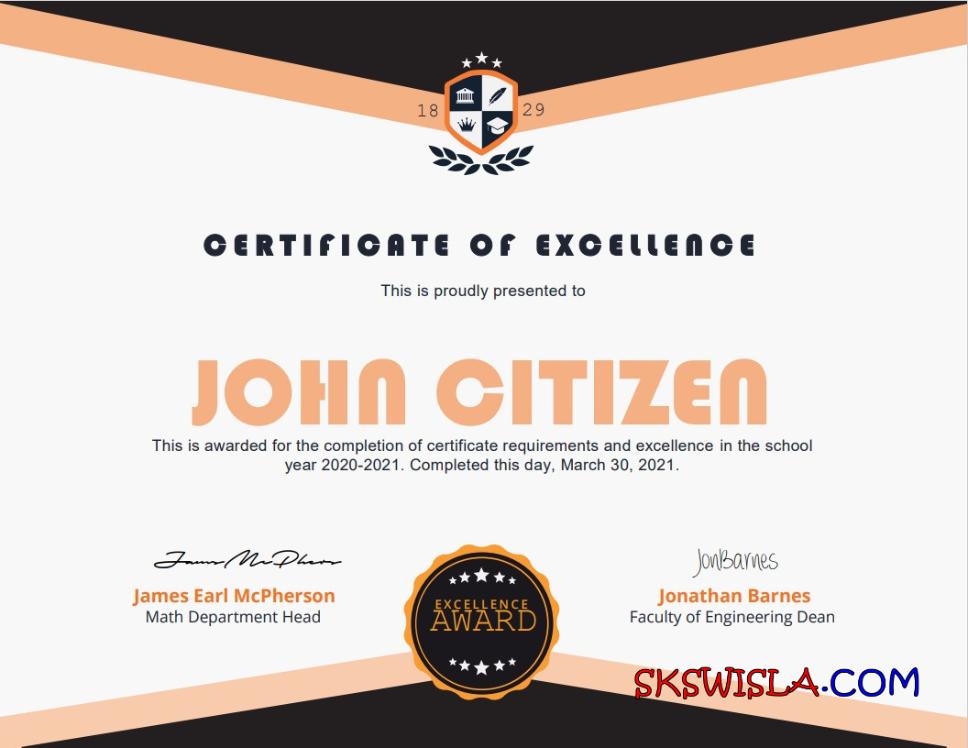 18 29
CERTIFICATE OF EXCELLENCE
This is proudly presented to
JOHN CITIZEN
This is awarded for the completion of certificate requirements and excellence in the school
year 2020-2021. Completed this day, March 30, 2021.
James McPhers
James Earl McPherson
Math Department Head
JonBarnes
Jonathan Barnes
Faculty of Engineering Dean
EXCELLENCE
AWARD
SKSWISLA.COM